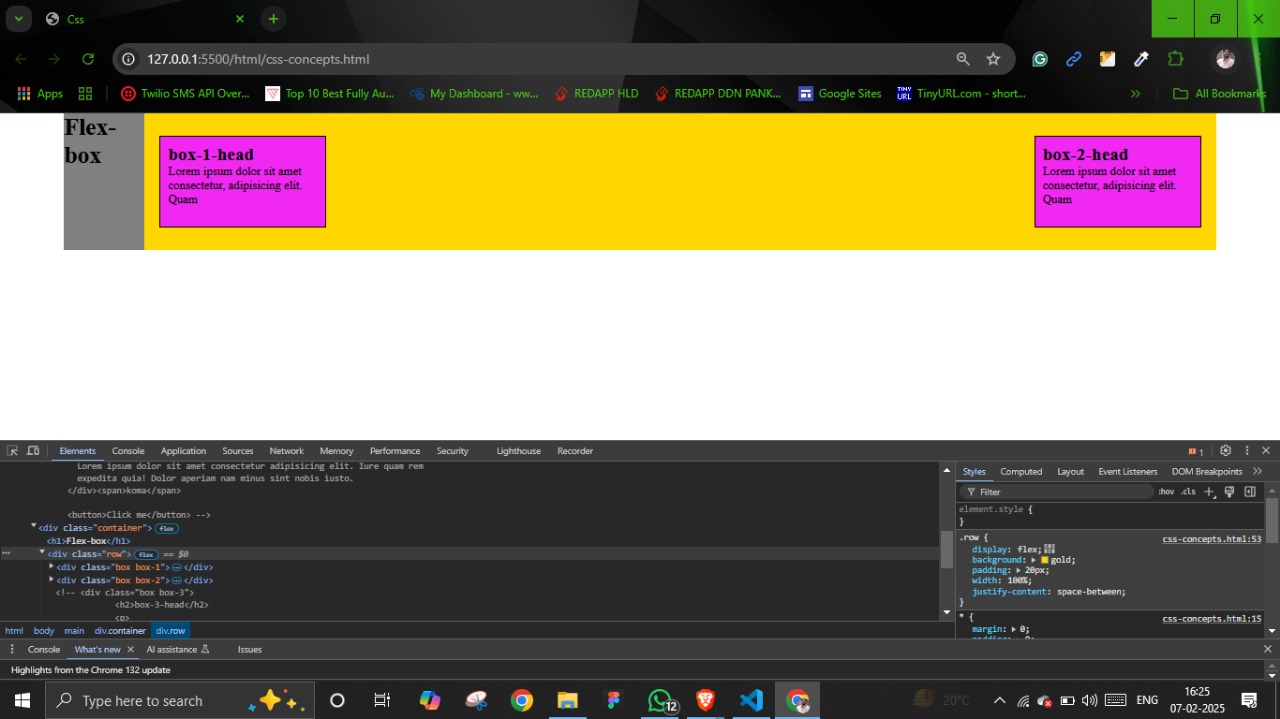 Css
127.0.0.1:5500/html/css-concepts.html
Apps
Twilio SMS API Over...
Top 10 Best Fully Au...
My Dashboard - ww...
REDAPP HLD
REDAPP DDN PANK...
Google Sites
TINY URL
TinyURL.com - short...
All Bookmarks
Flex-
box
box-1-head
Lorem ipsum dolor sit amet
consectetur, adipisicing elit.
Quam
box-2-head
Lorem ipsum dolor sit amet
consectetur, adipisicing elit.
Quam
Elements Console Application Sources Network Memory Performance Security Lighthouse Recorder 1
Lorem ipsum dolor sit amet consectetur adipisicing elit. Iure quam rem
expedita quia! Dolor aperiam nam minus sint nobis iusto.
</div><span>koma</span>
<button>Click me</button> -->
<div class="container"> flex
<h1>Flex-box</h1>
<div class="row"> flex == $0
<div class="box box-1"> </div>
<div class="box box-2"> </div>
<!-- <div class="box box-3">
<h2>box-3-head</h2>
<p>
html body main div.container div.row
Styles Computed Layout Event Listeners DOM Breakpoints
Filter :hov .cls
element.style {
}
.row { css-concepts.html:53
display: flex;
background: gold;
padding: 20px;
width: 100%;
justify-content: space-between;
}
* { css-concepts.html:15
margin: 0;
padding: 0;
Console What's new AI assistance Issues
Highlights from the Chrome 132 update
Type here to search
12
20°C
ENG
16:25
07-02-2025